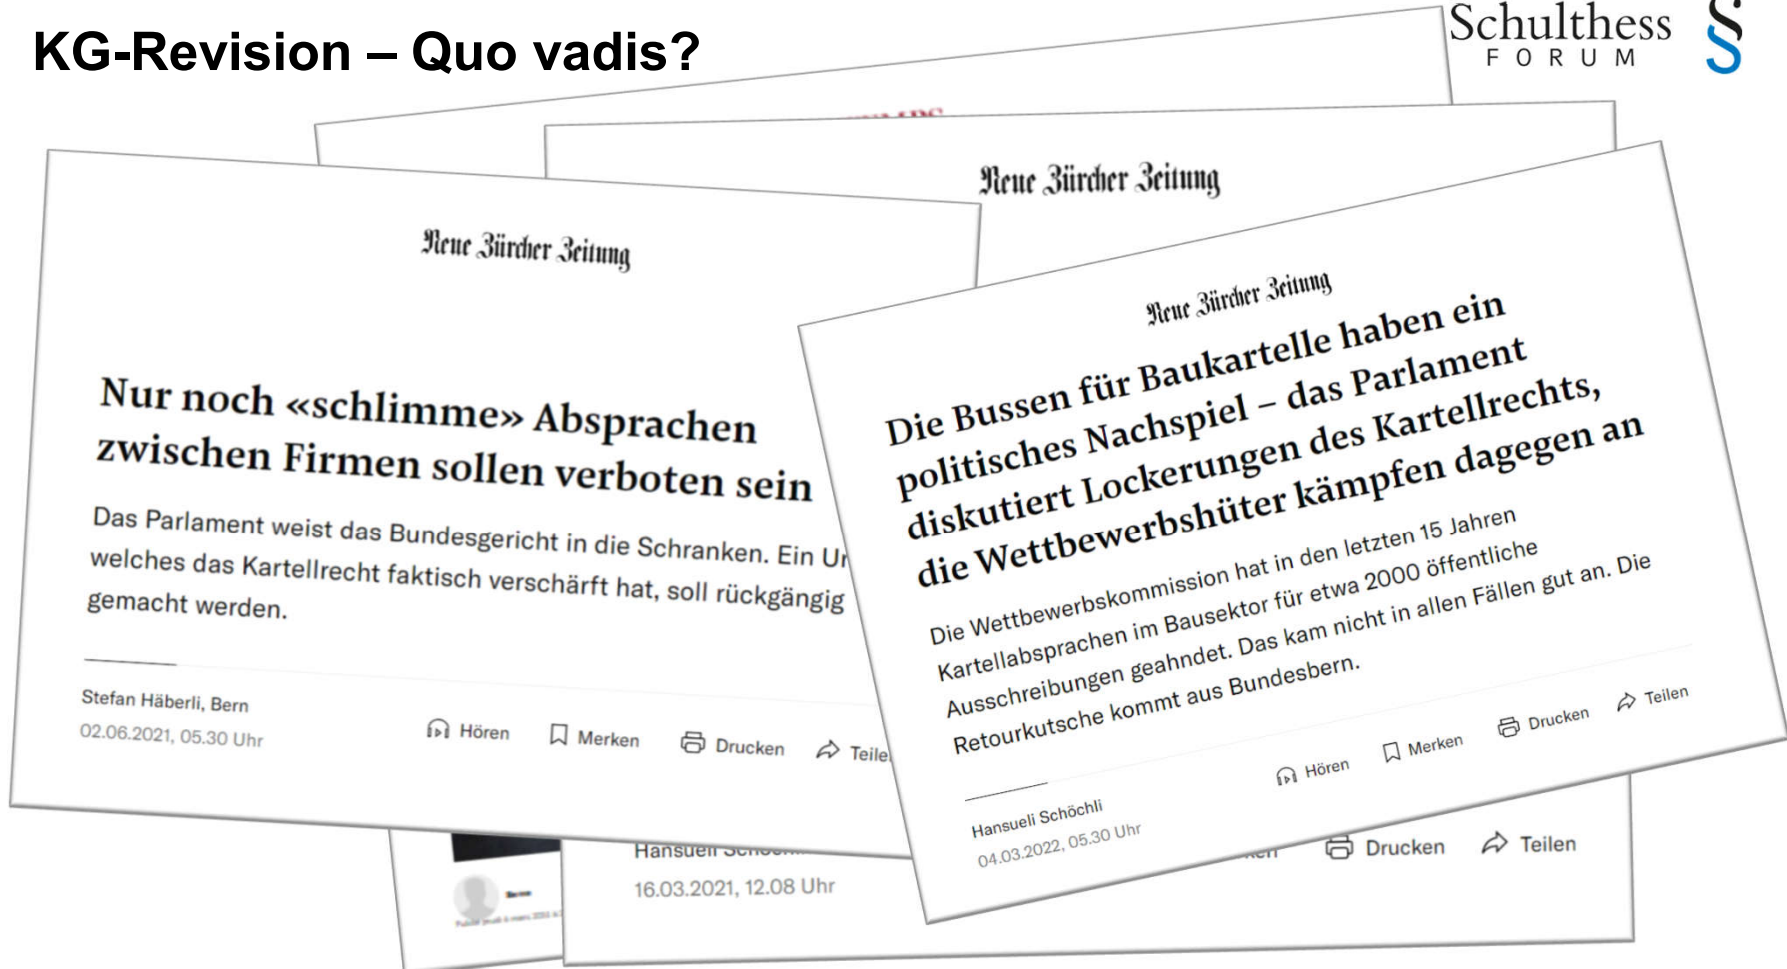 KG-Revision – Quo vadis?
Schulthess
FORUM
Neue Zürcher Zeitung
Neue Zürcher Zeitung
Nur noch «schlimme» Absprachen
zwischen Firmen sollen verboten sein
Das Parlament weist das Bundesgericht in die Schranken. Ein
welches das Kartellrecht faktisch verschärft hat, soll rückgängig
gemacht werden.
Stefan Häberli, Bern
02.06.2021, 05.30 Uhr
Hören
Merken
Drucken
Teile
Neue Zürcher Zeitung
Die Bussen für Baukartelle haben ein
politisches Nachspiel – das Parlament
diskutiert Lockerungen des Kartellrechts,
die Wettbewerbshüter kämpfen dagegen an
Die Wettbewerbskommission hat in den letzten 15 Jahren
Kartellabsprachen im Bausektor für etwa 2000 öffentliche
Ausschreibungen geahndet. Das kam nicht in allen Fällen gut an. Die
Retourkutsche kommt aus Bundesbern.
Hansueli Schöchli
04.03.2022, 05.30 Uhr
Hören
Merken
Drucken
Teilen
Hansueli
16.03.2021, 12.08 Uhr
Drucken
Teilen